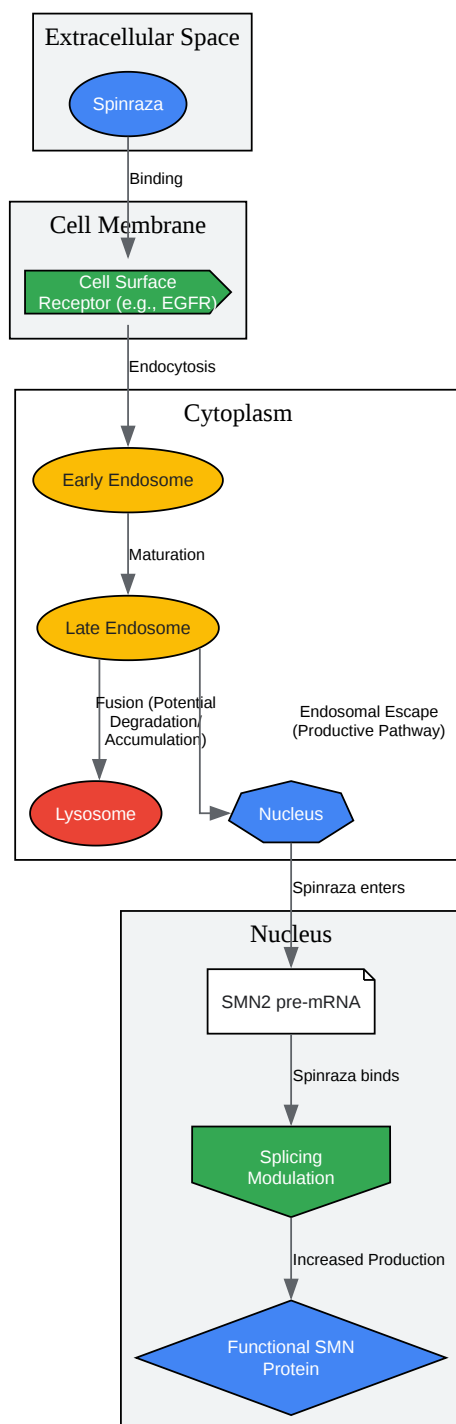 Extracellular Space
Spinraza
Binding
Cell Membrane
Cell Surface
Receptor (e.g., EGFR)
Endocytosis
Cytoplasm
Early Endosome
Maturation
Late Endosome
Fusion (Potential
Degradation/
Accumulation)
Endosomal Escape
(Productive Pathway)
Lysosome
Nucleus
Spinraza enters
Nucleus
SMN2 pre-mRNA
Spinraza binds
Splicing
Modulation
Increased Production
Functional SMN
Protein